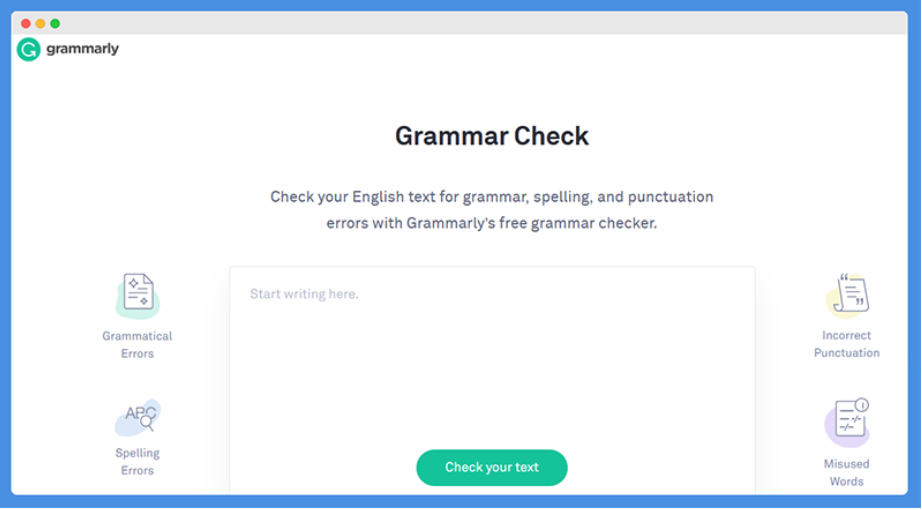 grammarly
Grammar Check
Check your English text for grammar, spelling, and punctuation
errors with Grammarly's free grammar checker.
Start writing here.
Grammatical
Errors
Incorrect
Punctuation
ABC
Spelling
Errors
Misused
Words
Check your text